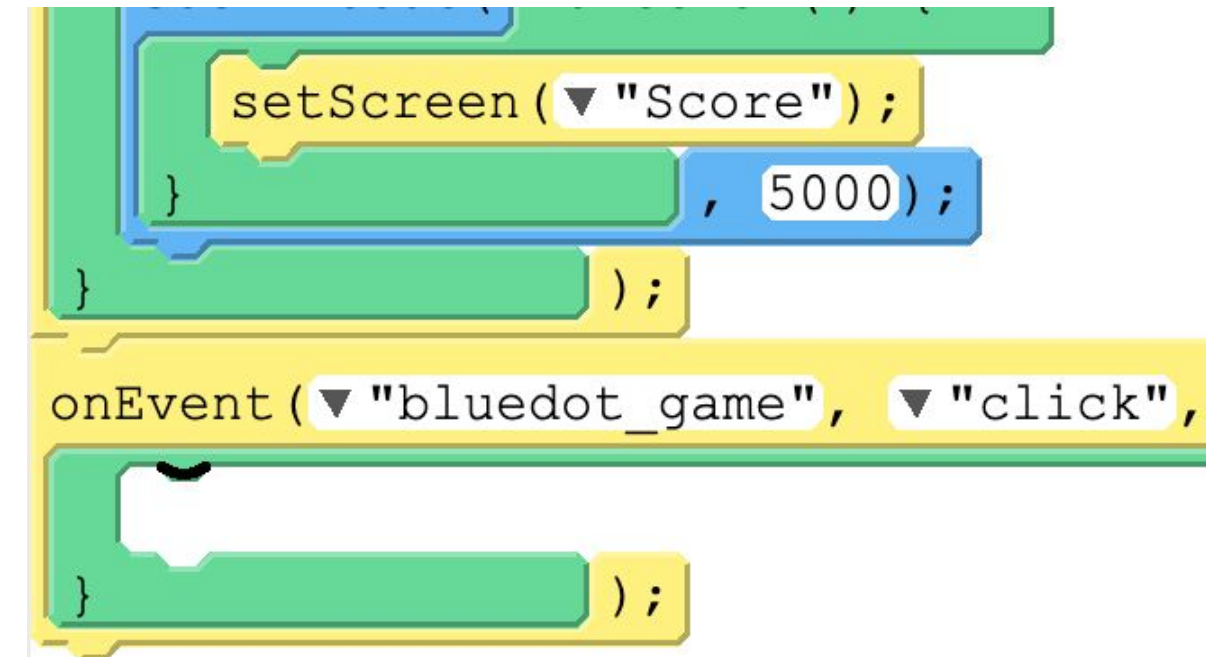 setScreen(▼"Score");
}, 5000);
});
onEvent(▼"bluedot_game", ▼"click",
});